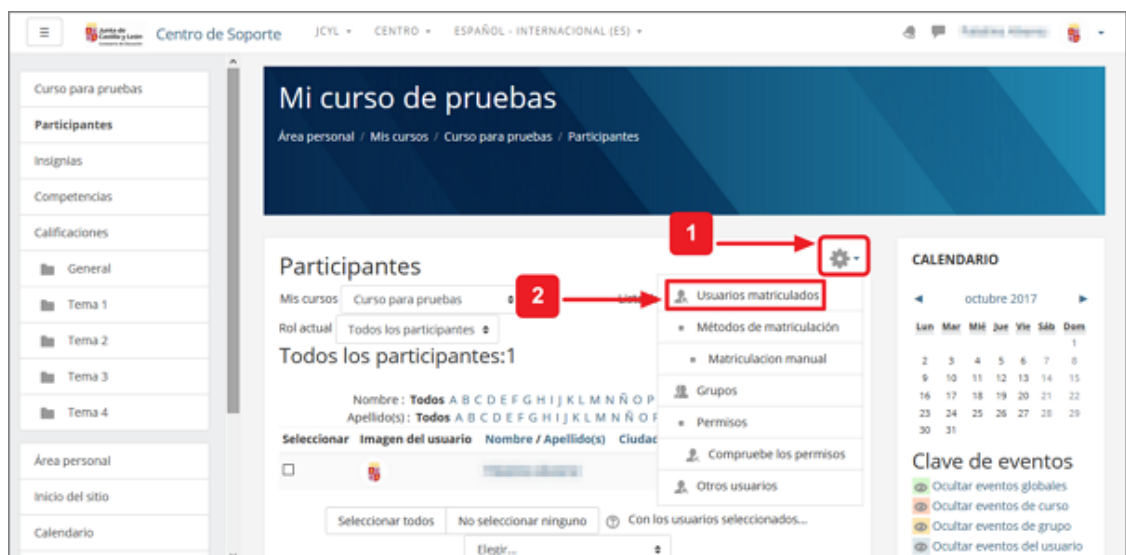 Junta de
Castilla y León
Centro de Soporte
JCYL
CENTRO
ESPAÑOL - INTERNACIONAL (ES)
Curso para pruebas
Participantes
Insignias
Competencias
Calificaciones
General
Tema 1
Tema 2
Tema 3
Tema 4
Área personal
Inicio del sitio
Calendario
Mi curso de pruebas
Área personal / Mis cursos / Curso para pruebas / Participantes
1
Participantes
Mis cursos Curso para pruebas
2
Rol actual Todos los participantes
Todos los participantes:1
Nombre : Todos A B C D E F G H I J K L M N Ñ O P
Apellido(s) : Todos A B C D E F G H I J K L M N Ñ O P
Seleccionar Imagen del usuario Nombre / Apellido(s) Ciudad
Seleccionar todos No seleccionar ninguno Con los usuarios seleccionados...
Elegir...
Usuarios matriculados
Métodos de matriculación
Matriculacion manual
Grupos
Permisos
Compruebe los permisos
Otros usuarios
CALENDARIO
octubre 2017
Lun Mar Mié Jue Vie Sáb Dom
1
2 3 4 5 6 7 8
9 10 11 12 13 14 15
16 17 18 19 20 21 22
23 24 25 26 27 28 29
30 31
Clave de eventos
Ocultar eventos globales
Ocultar eventos de curso
Ocultar eventos de grupo
Ocultar eventos del usuario